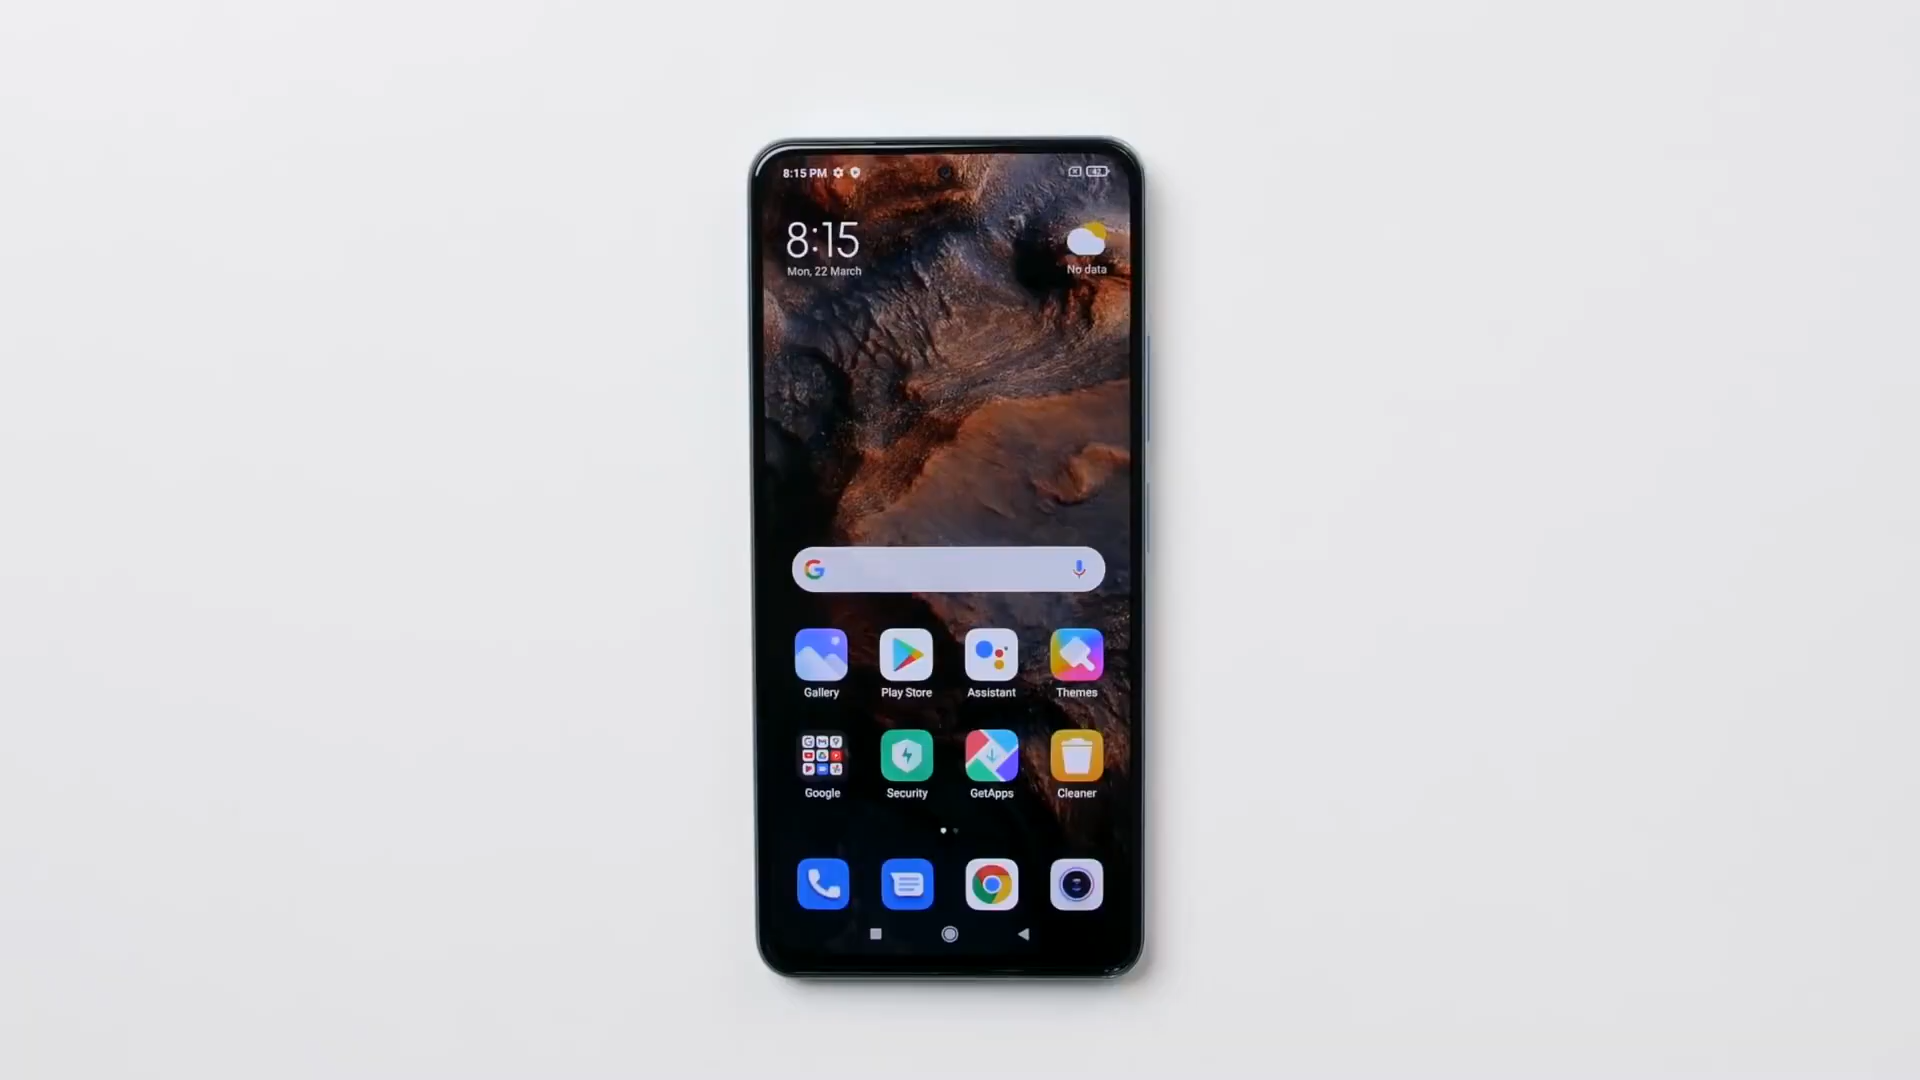 8:15 PM
42
8:15
Mon, 22 March
No data
Gallery
Play Store
Assistant
Themes
Google
Security
GetApps
Cleaner